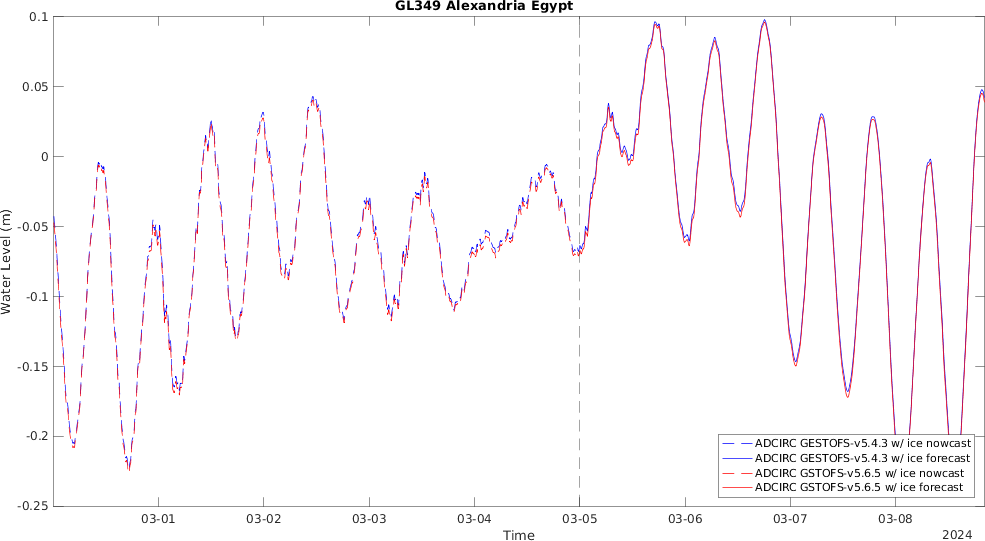 GL349 Alexandria Egypt
0.1
0.05
0
-0.05
-0.1
-0.15
-0.2
-0.25
Water Level (m)
03-01
03-02
03-03
03-04
03-05
03-06
03-07
03-08
Time
2024
ADCIRC GESTOFS-v5.4.3 w/ ice nowcast
ADCIRC GESTOFS-v5.4.3 w/ ice forecast
ADCIRC GSTOFS-v5.6.5 w/ ice nowcast
ADCIRC GSTOFS-v5.6.5 w/ ice forecast